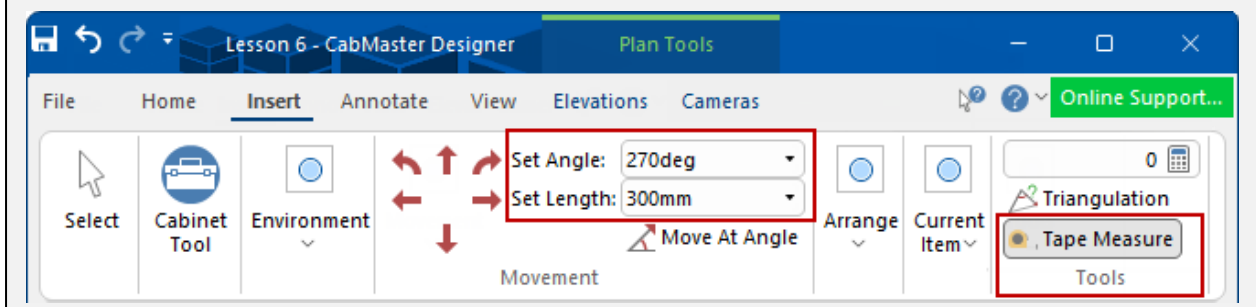 Lesson 6 - CabMaster Designer Plan Tools
File Home Insert Annotate View Elevations Cameras Online Support...
Set Angle: 270deg 0
Set Length: 300mm Triangulation
Select Cabinet Tool Environment Move At Angle Arrange Current Item Tape Measure
Movement Tools